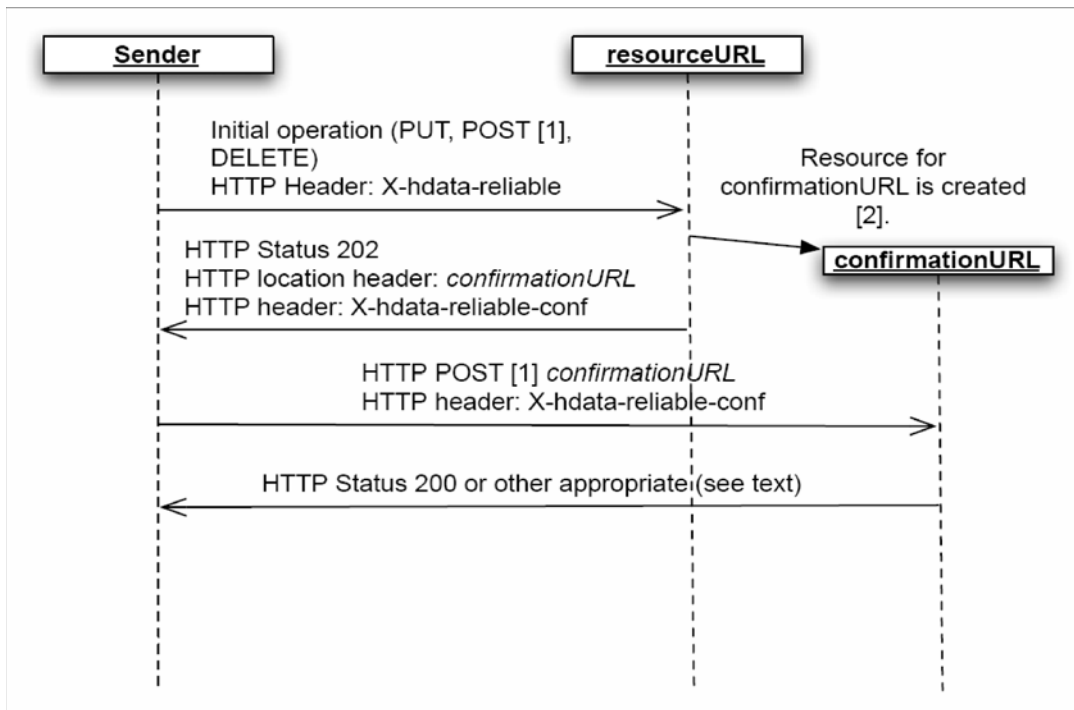 Sender
resourceURL
Initial operation (PUT, POST [1],
DELETE)
HTTP Header: X-hdata-reliable
Resource for
confirmationURL is created
[2].
confirmationURL
HTTP Status 202
HTTP location header: confirmationURL
HTTP header: X-hdata-reliable-conf
HTTP POST [1] confirmationURL
HTTP header: X-hdata-reliable-conf
HTTP Status 200 or other appropriate (see text)